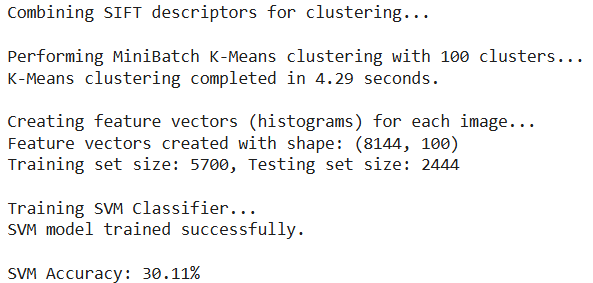 Combining SIFT descriptors for clustering...
Performing MiniBatch K-Means clustering with 100 clusters...
K-Means clustering completed in 4.29 seconds.
Creating feature vectors (histograms) for each image...
Feature vectors created with shape: (8144, 100)
Training set size: 5700, Testing set size: 2444
Training SVM Classifier...
SVM model trained successfully.
SVM Accuracy: 30.11%